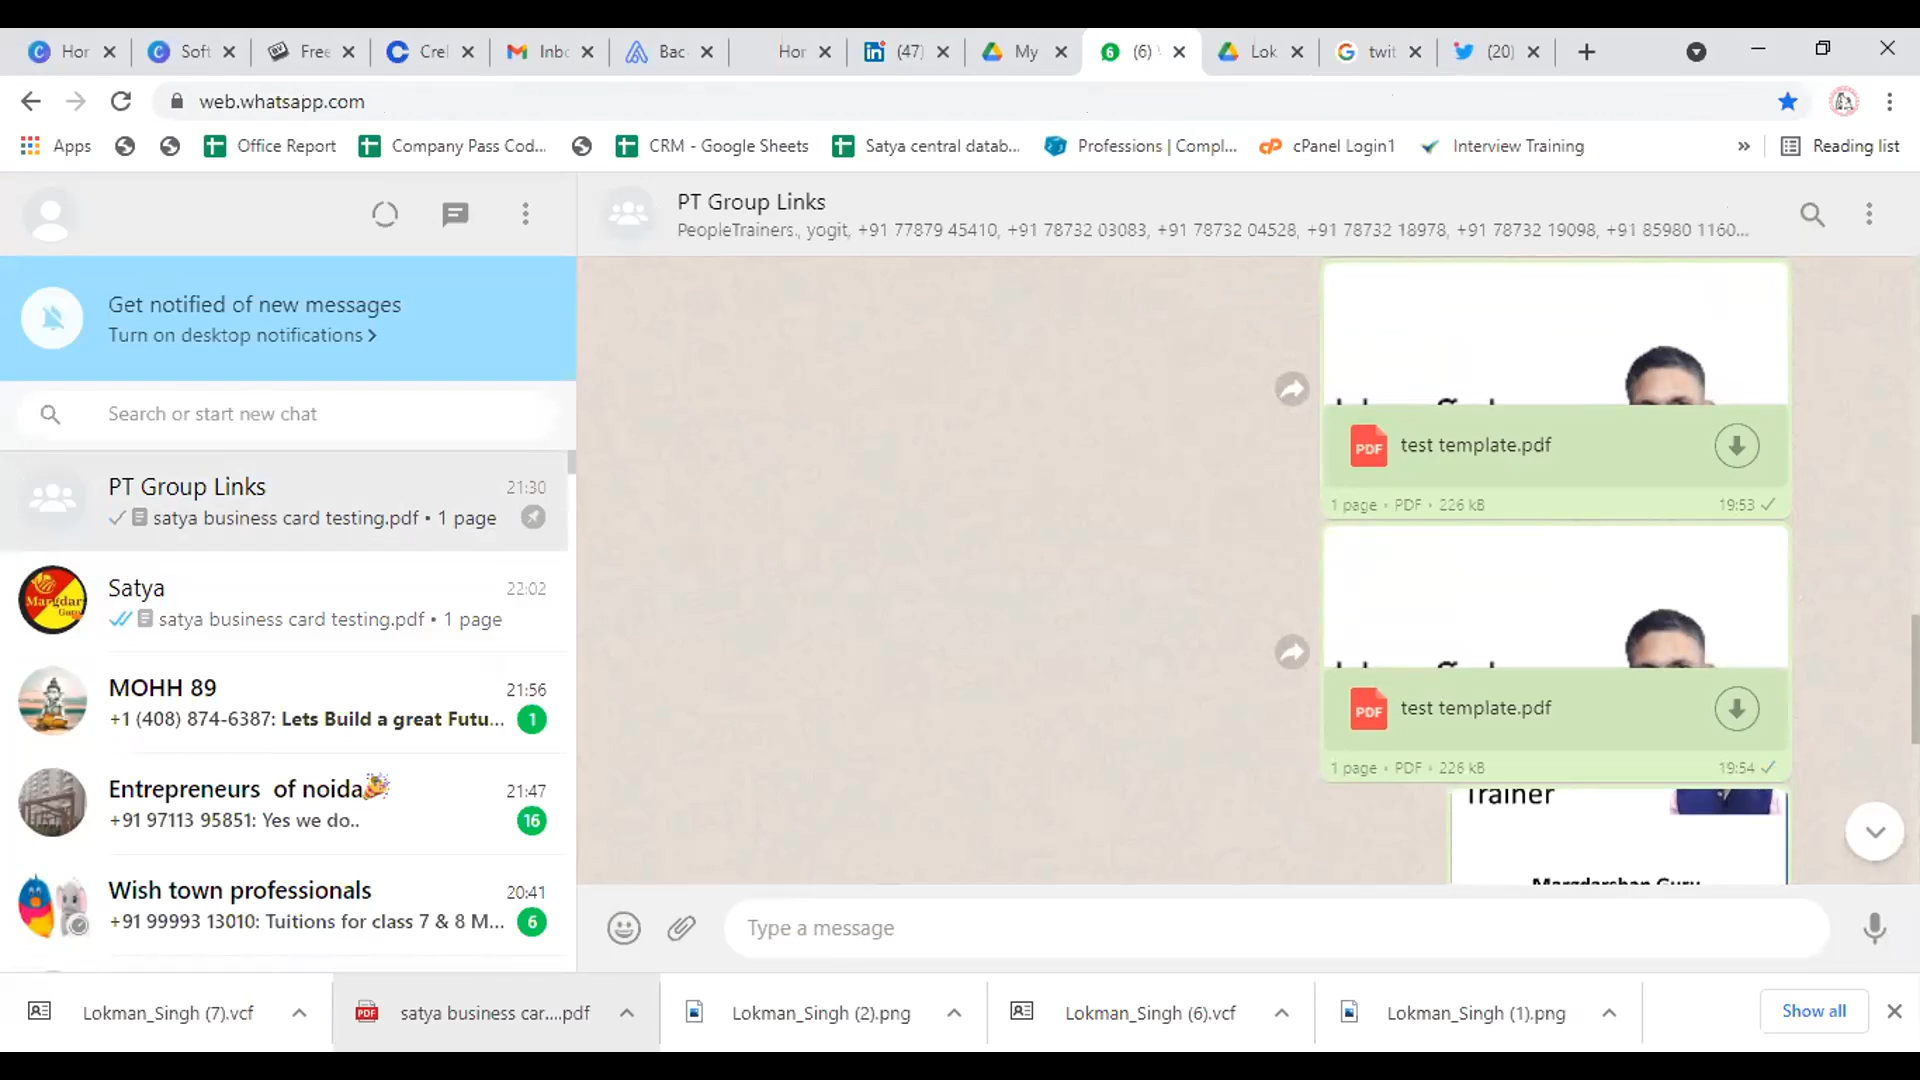 Hor
Soft
Free
Crel
Inbo
Bac
Hor
(47)
My
(6)
Lok
twit
(20)
web.whatsapp.com
Apps
Office Report
Company Pass Cod...
CRM - Google Sheets
Satya central datab...
Professions | Compl...
cPanel Login1
Interview Training
»
Reading list
PT Group Links
PeopleTrainers., yogit, +91 77879 45410, +91 78732 03083, +91 78732 04528, +91 78732 18978, +91 78732 19098, +91 85980 1160...
Get notified of new messages
Turn on desktop notifications >
Search or start new chat
PT Group Links 21:30
satya business card testing.pdf • 1 page
Satya 22:02
satya business card testing.pdf • 1 page
MOHH 89 21:56
+1 (408) 874-6387: Lets Build a great Futu... 1
Entrepreneurs of noida🎉 21:47
+91 97113 95851: Yes we do.. 16
Wish town professionals 20:41
+91 99993 13010: Tuitions for class 7 & 8 M... 6
PDF test template.pdf
1 page • PDF • 226 kB 19:53
PDF test template.pdf
1 page • PDF • 226 kB 19:54
Trainer
Margdarshan Guru
Type a message
Lokman_Singh (7).vcf
PDF satya business car....pdf
Lokman_Singh (2).png
Lokman_Singh (6).vcf
Lokman_Singh (1).png
Show all